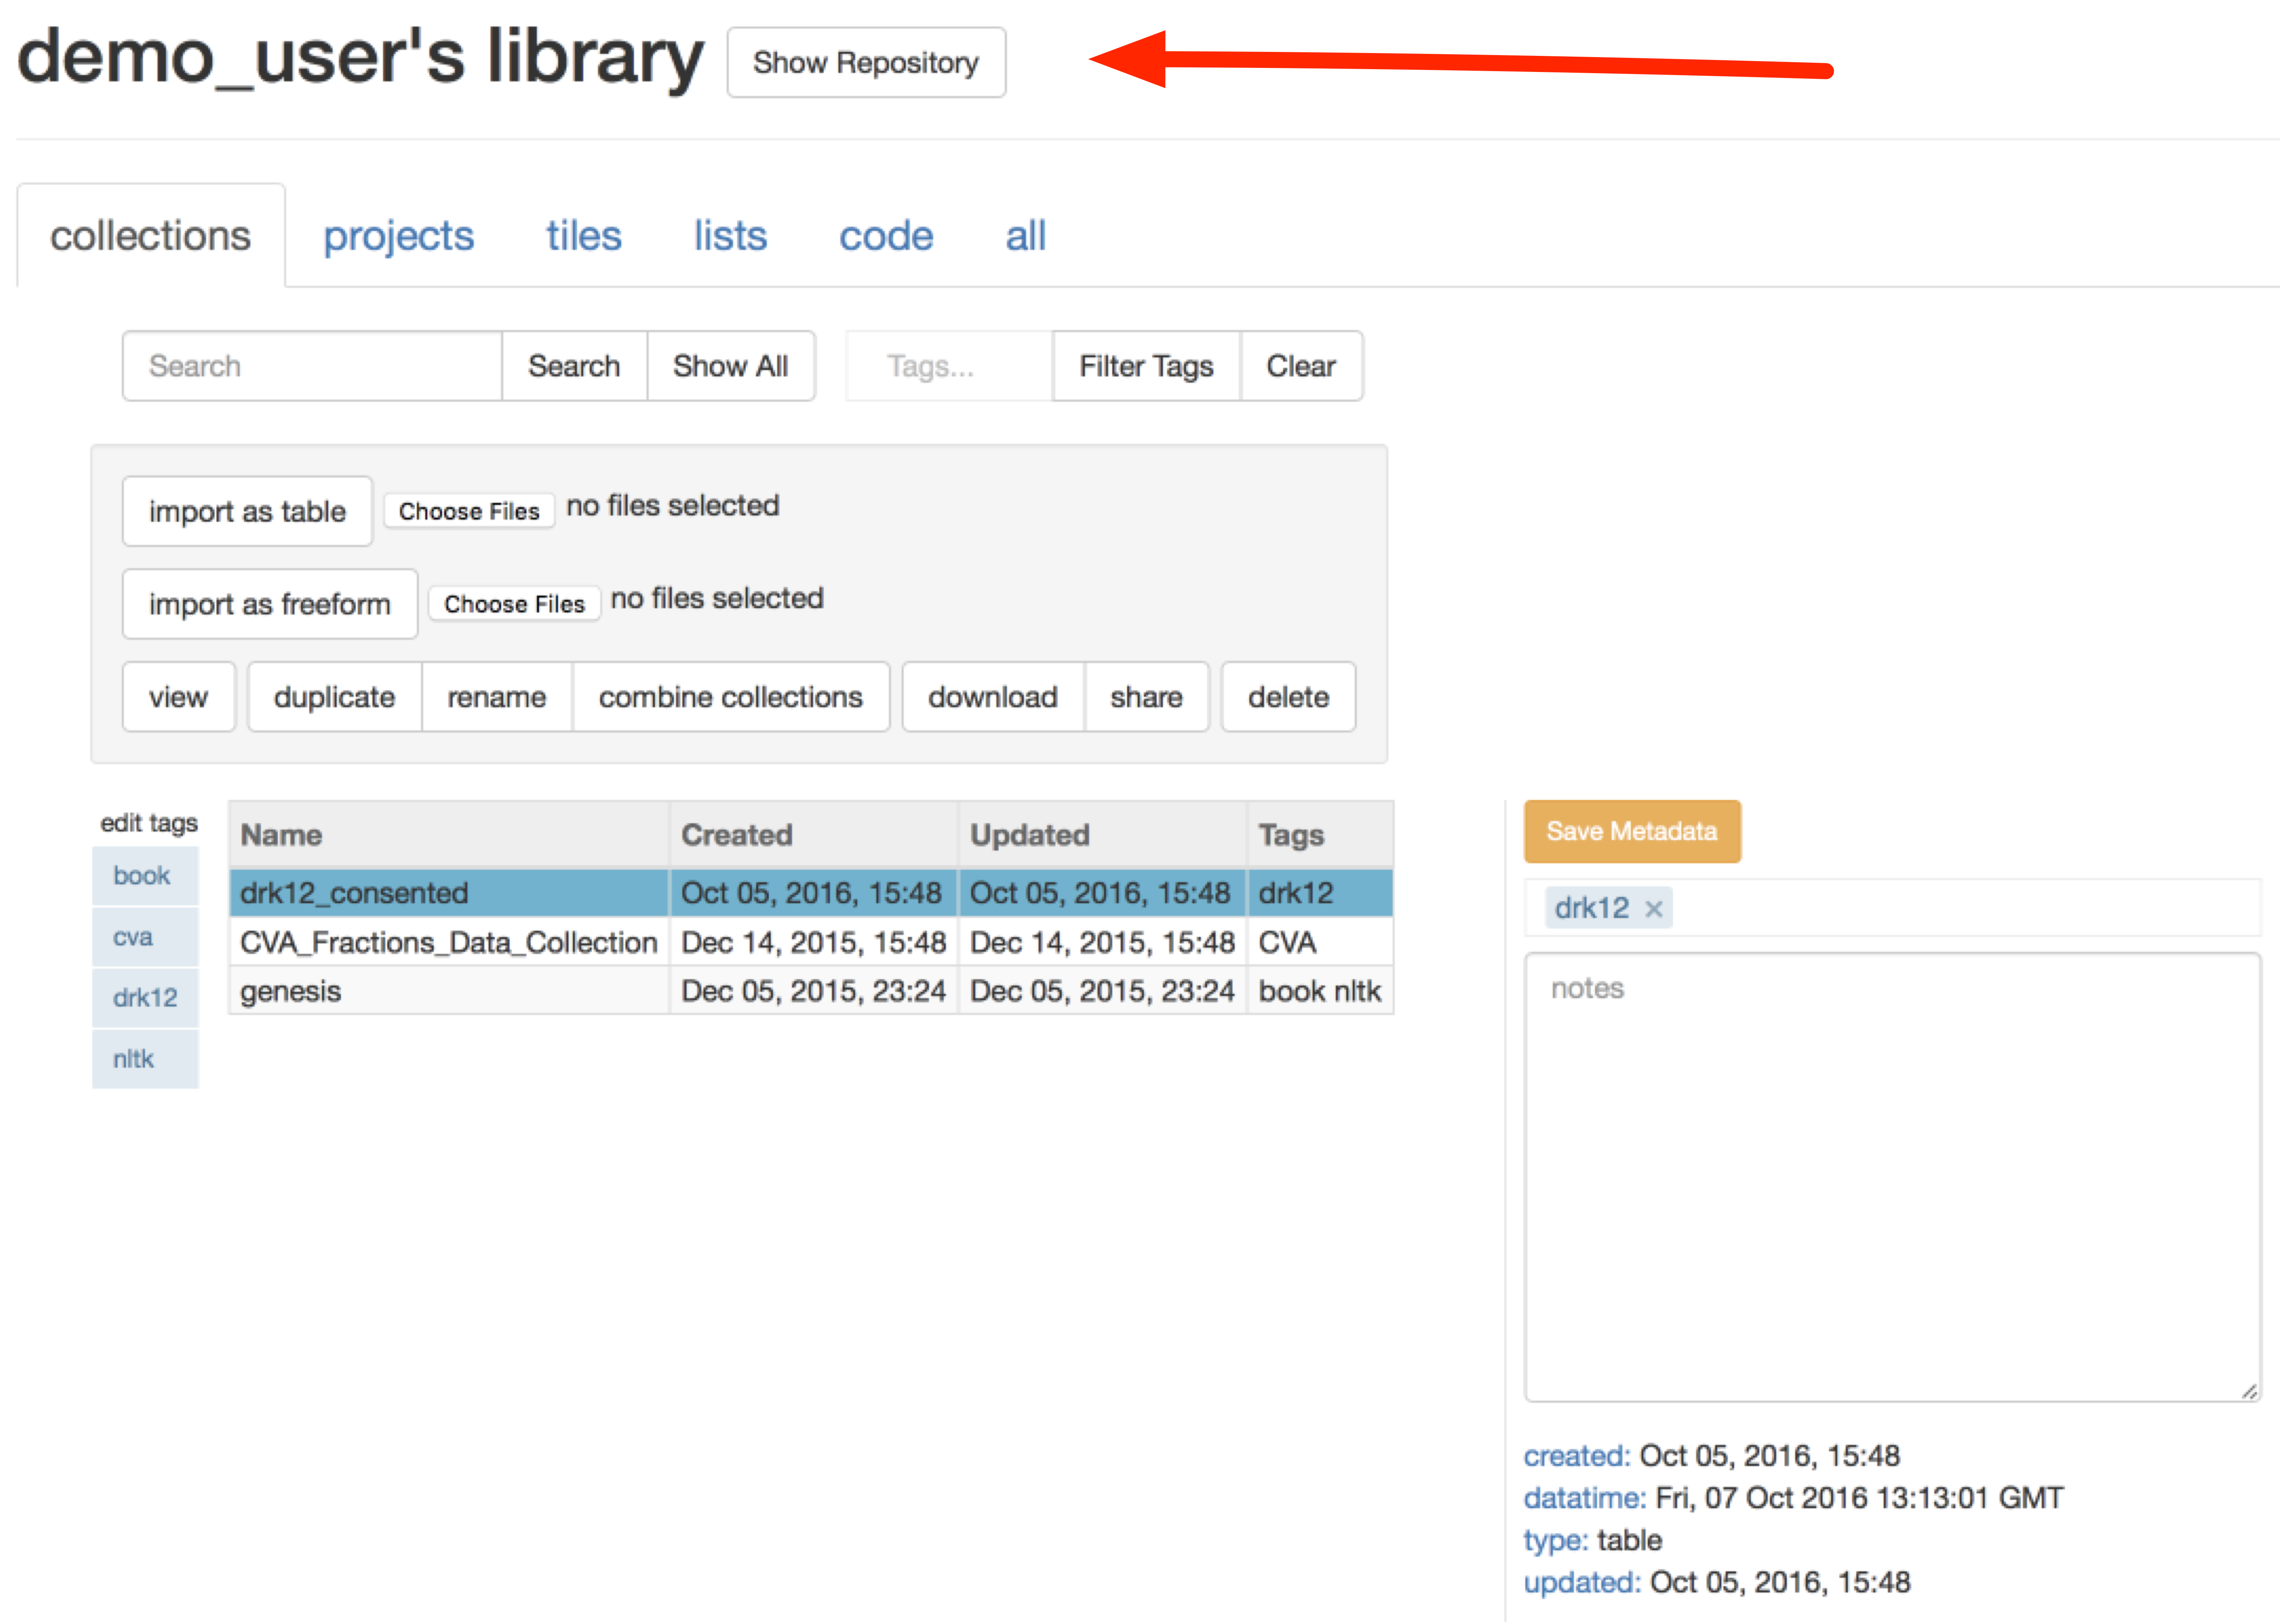 demo_user's library Show Repository
collections projects tiles lists code all
Search Search Show All Tags... Filter Tags Clear
import as table Choose Files no files selected
import as freeform Choose Files no files selected
view duplicate rename combine collections download share delete
edit tags
book
cva
drk12
nltk
Name Created Updated Tags
drk12_consented Oct 05, 2016, 15:48 Oct 05, 2016, 15:48 drk12
CVA_Fractions_Data_Collection Dec 14, 2015, 15:48 Dec 14, 2015, 15:48 CVA
genesis Dec 05, 2015, 23:24 Dec 05, 2015, 23:24 book nltk
Save Metadata
drk12 ×
notes
created: Oct 05, 2016, 15:48
datatime: Fri, 07 Oct 2016 13:13:01 GMT
type: table
updated: Oct 05, 2016, 15:48